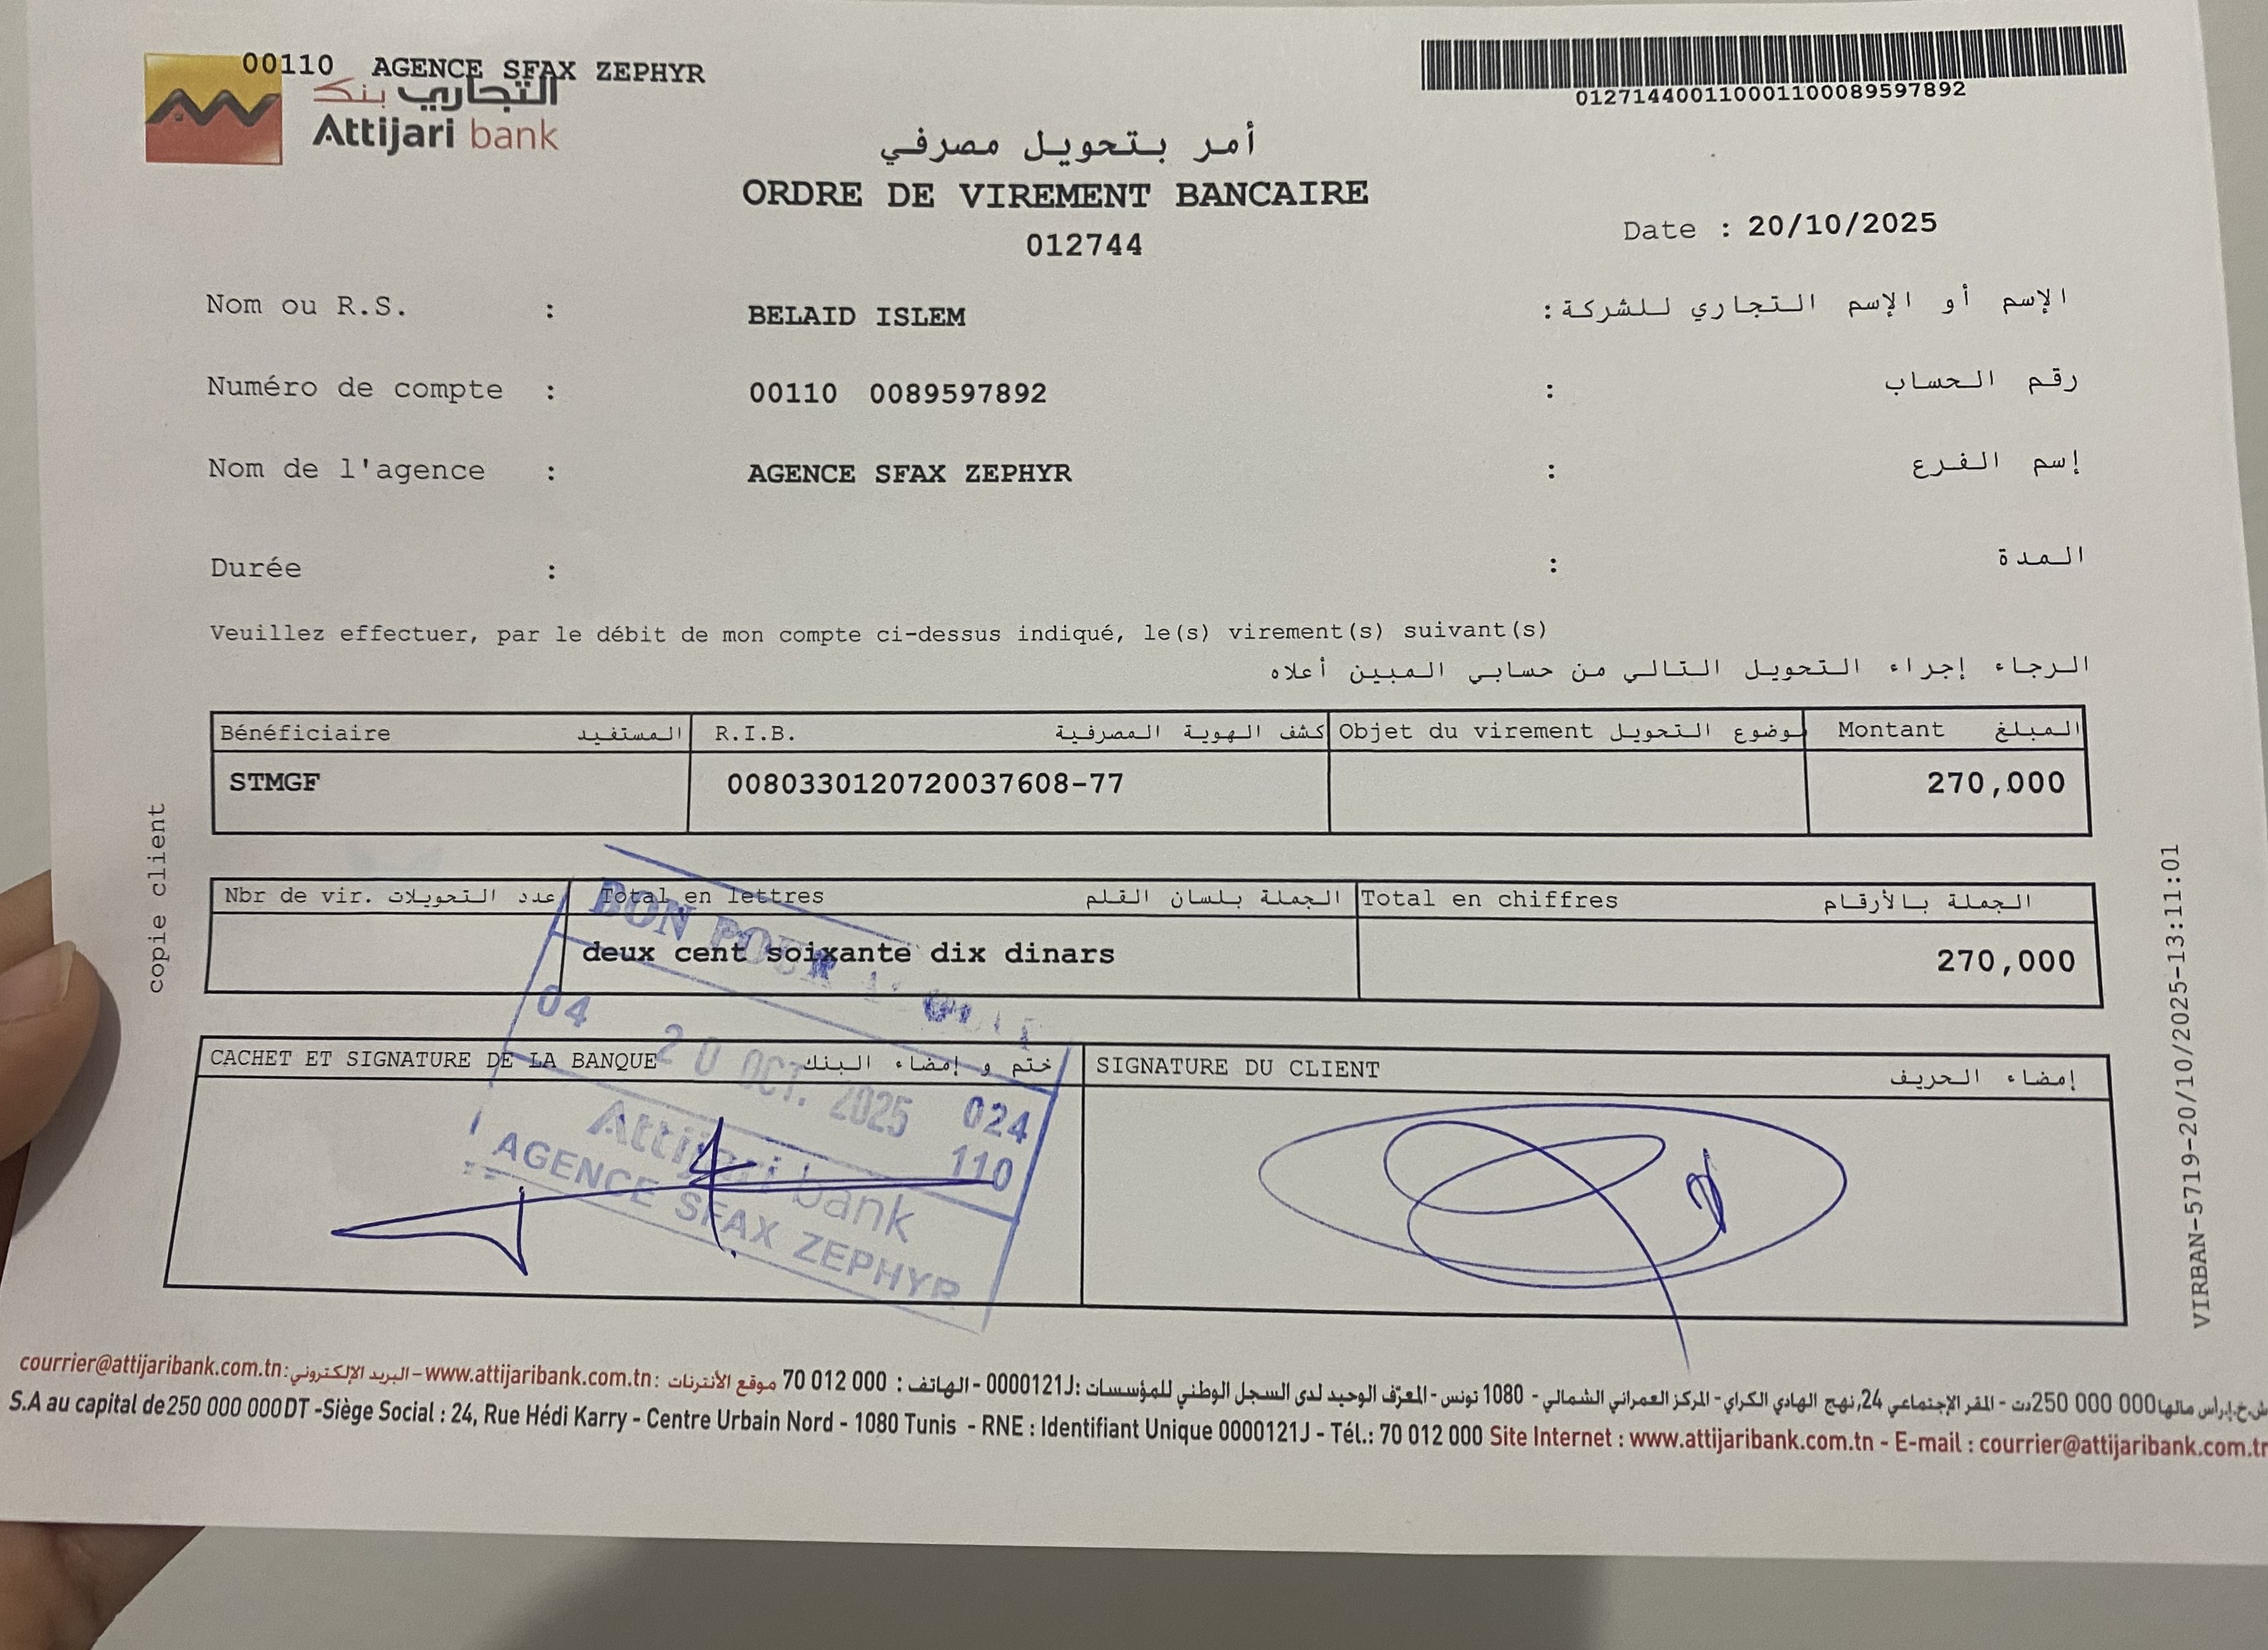 00110 AGENCE SFAX ZEPHYR
التجاري بنك
Attijari bank
012714400110001100089597892
أمر بتحويل مصرفي
ORDRE DE VIREMENT BANCAIRE
012744
Date : 20/10/2025
Nom ou R.S. : BELAID ISLEM الإسم أو الإسم التجاري للشركة:
Numéro de compte : 00110 0089597892 : رقم الحساب
Nom de l'agence : AGENCE SFAX ZEPHYR : إسم الفرع
Durée : : المدة
Veuillez effectuer, par le débit de mon compte ci-dessus indiqué, le(s) virement(s) suivant(s)
الرجاء إجراء التحويل التالي من حسابي المبين أعلاه
Bénéficiaire المستفيد R.I.B. كشف الهوية المصرفية Objet du virement موضوع التحويل Montant المبلغ
STMGF 0080330120720037608-77 270,000
Nbr de vir. عدد التحويلات Total en lettres الجملة بلسان القلم Total en chiffres الجملة بالأرقام
deux cent soixante dix dinars 270,000
CACHET ET SIGNATURE DE LA BANQUE ختم و إمضاء البنك SIGNATURE DU CLIENT إمضاء الحريف
BON POUR
04 20 OCT. 2025 024
110
Attijari bank
AGENCE SFAX ZEPHYR
copie client
VIRBAN-5719-20/10/2025-13:11:01
ش.خ.إ.رأس مالها 250 000 000 دت - المقر الإجتماعي 24, نهج الهادي الكراي - المركز العمراني الشمالي - 1080 تونس - المعرّف الوحيد لدى السجل الوطني للمؤسسات: 0000121J - الهاتف : 70 012 000 موقع الأنترنات : www.attijaribank.com.tn - البريد الإلكتروني: courrier@attijaribank.com.tn
S.A au capital de 250 000 000 DT - Siège Social : 24, Rue Hédi Karry - Centre Urbain Nord - 1080 Tunis - RNE : Identifiant Unique 0000121J - Tél.: 70 012 000 Site Internet : www.attijaribank.com.tn - E-mail : courrier@attijaribank.com.tn